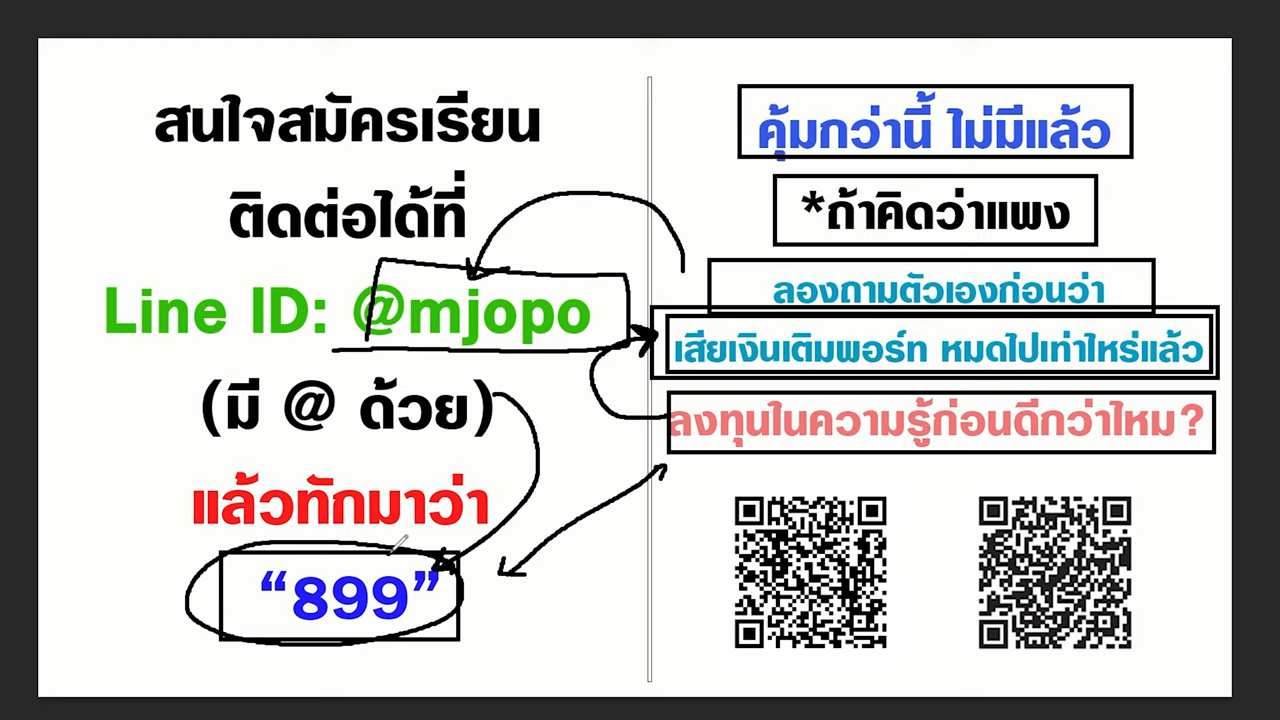 สนใจสมัครเรียน
ติดต่อได้ที่
Line ID: @mjopo
(มี @ ด้วย)
แล้วทักมาว่า
“899”
คุ้มกว่านี้ ไม่มีแล้ว
*ถ้าคิดว่าแพง
ลองถามตัวเองก่อนว่า
เสียเงินเติมพอร์ท หมดไปเท่าไหร่แล้ว
ลงทุนในความรู้ก่อนดีกว่าไหม?